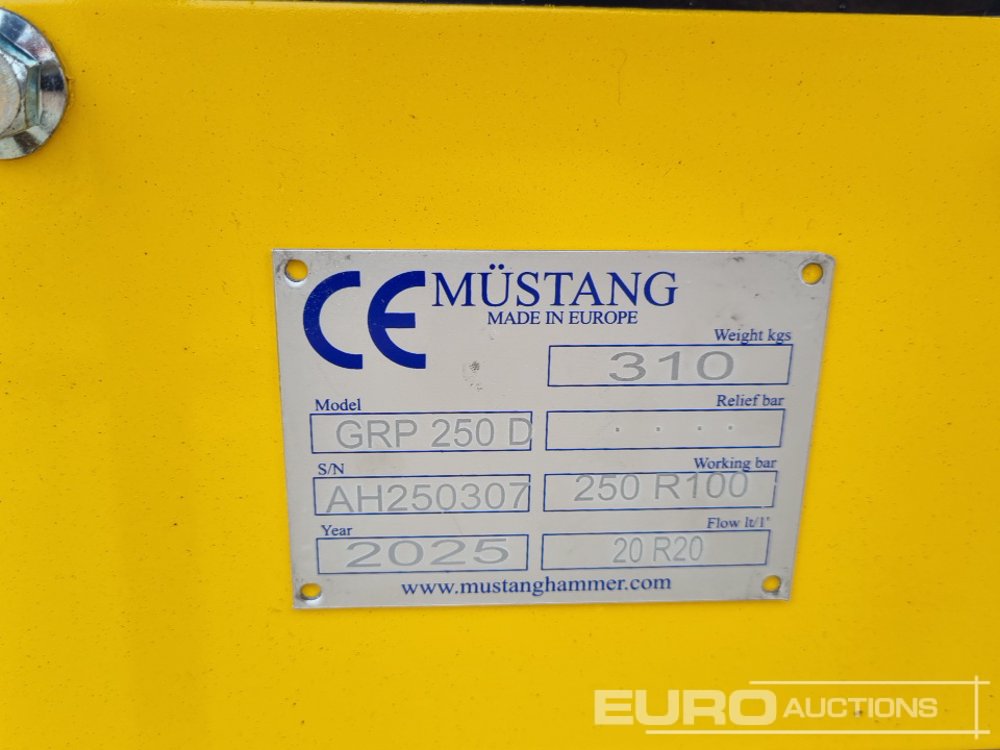 CE MÜSTANG
MADE IN EUROPE
Weight kgs
310
Model
GRP 250 D
Relief bar
. . . .
S/N
AH250307
Working bar
250 R100
Year
2025
Flow lt/1'
20 R20
www.mustanghammer.com
EURO AUCTIONS